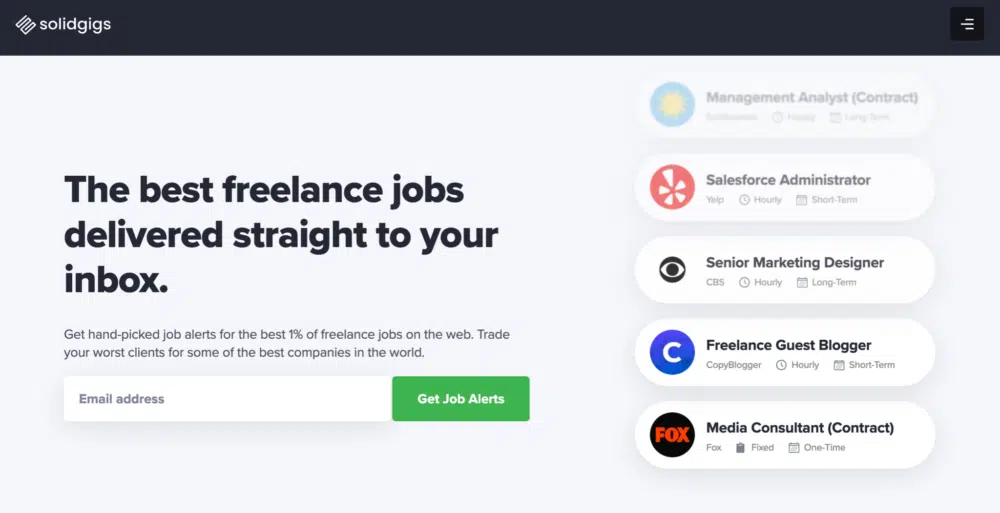 solidgigs
The best freelance jobs
delivered straight to your
inbox.
Get hand-picked job alerts for the best 1% of freelance jobs on the web. Trade
your worst clients for some of the best companies in the world.
Email address
Get Job Alerts
Management Analyst (Contract)
Hourly Long-Term
Salesforce Administrator
Yelp Hourly Short-Term
Senior Marketing Designer
CBS Hourly Long-Term
Freelance Guest Blogger
C
CopyBlogger Hourly Short-Term
Media Consultant (Contract)
FOX
Fox Fixed One-Time